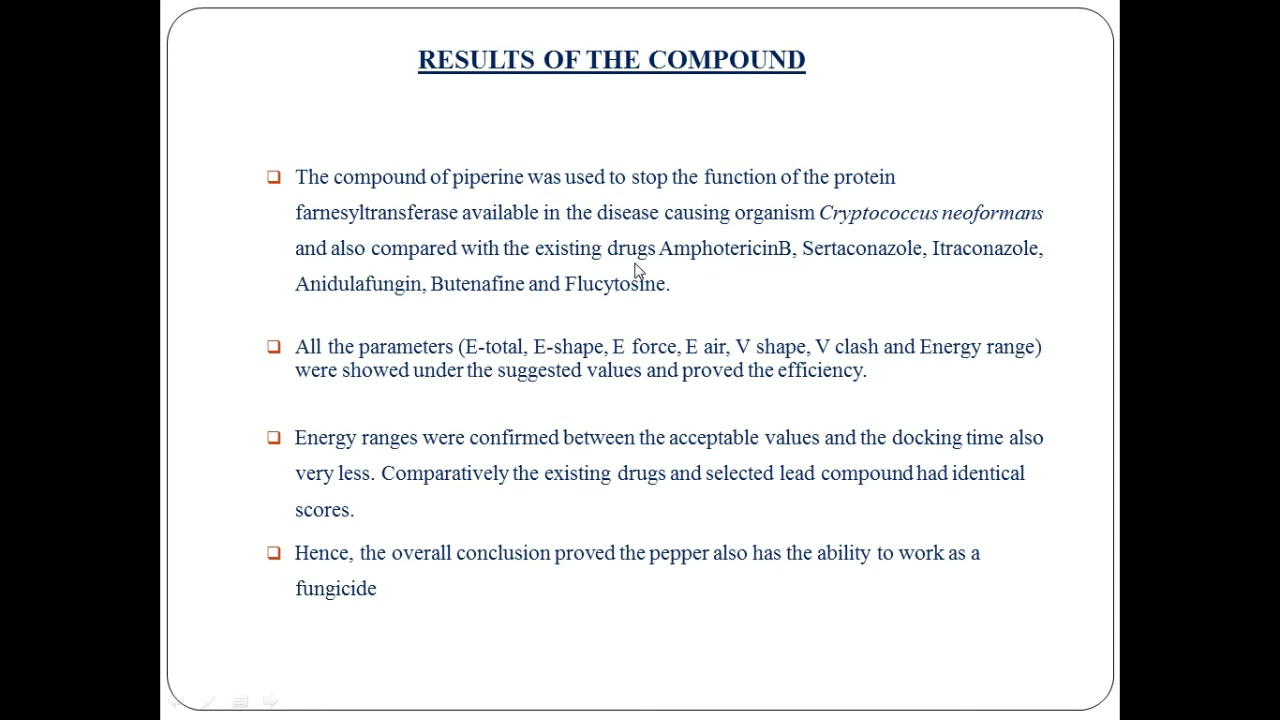 RESULTS OF THE COMPOUND
The compound of piperine was used to stop the function of the protein
farnesyltransferase available in the disease causing organism Cryptococcus neoformans
and also compared with the existing drugs AmphotericinB, Sertaconazole, Itraconazole,
Anidulafungin, Butenafine and Flucytosine.
All the parameters (E-total, E-shape, E force, E air, V shape, V clash and Energy range)
were showed under the suggested values and proved the efficiency.
Energy ranges were confirmed between the acceptable values and the docking time also
very less. Comparatively the existing drugs and selected lead compound had identical
scores.
Hence, the overall conclusion proved the pepper also has the ability to work as a
fungicide